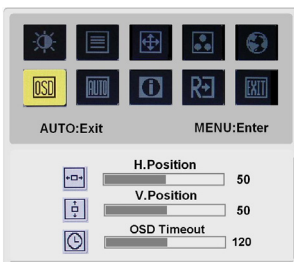 OSD AUTO i R EXIT
AUTO:Exit MENU:Enter
H.Position
50
V.Position
50
OSD Timeout
120